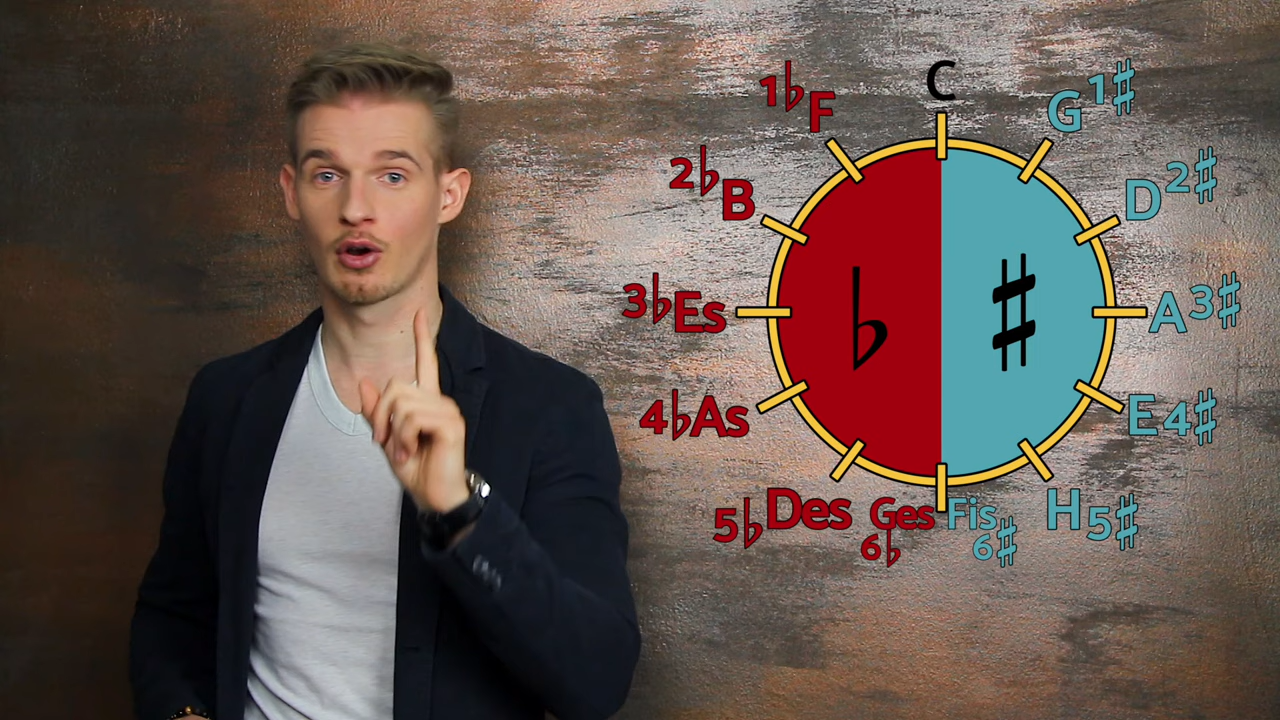 C
1♭F
G1♯
2♭B
D2♯
3♭Es
A3♯
4♭As
E4♯
5♭Des
Ges
6♭
Fis
6♯
H5♯
♭
♯